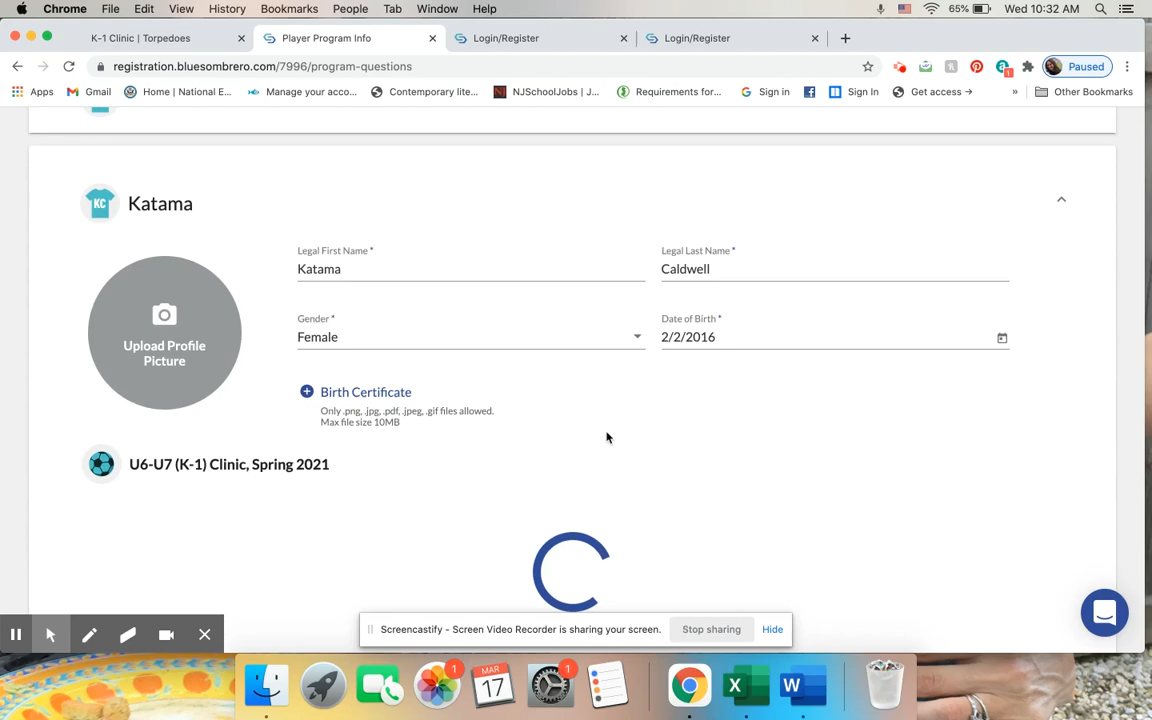 Chrome File Edit View History Bookmarks People Tab Window Help 65% Wed 10:32 AM
K-1 Clinic | Torpedoes Player Program Info Login/Register Login/Register
registration.bluesombrero.com/7996/program-questions 1 Paused
Apps Gmail Home | National E... Manage your acco... Contemporary lite... NJSchoolJobs | J... Requirements for... Sign in Sign In Get access → » Other Bookmarks
KC Katama
Legal First Name * Legal Last Name *
Katama Caldwell
Gender * Date of Birth *
Female 2/2/2016
Upload Profile
Picture
Birth Certificate
Only .png, .jpg, .pdf, .jpeg, .gif files allowed.
Max file size 10MB
U6-U7 (K-1) Clinic, Spring 2021
Screencastify - Screen Video Recorder is sharing your screen. Stop sharing Hide
1 MAR 17 1 X W